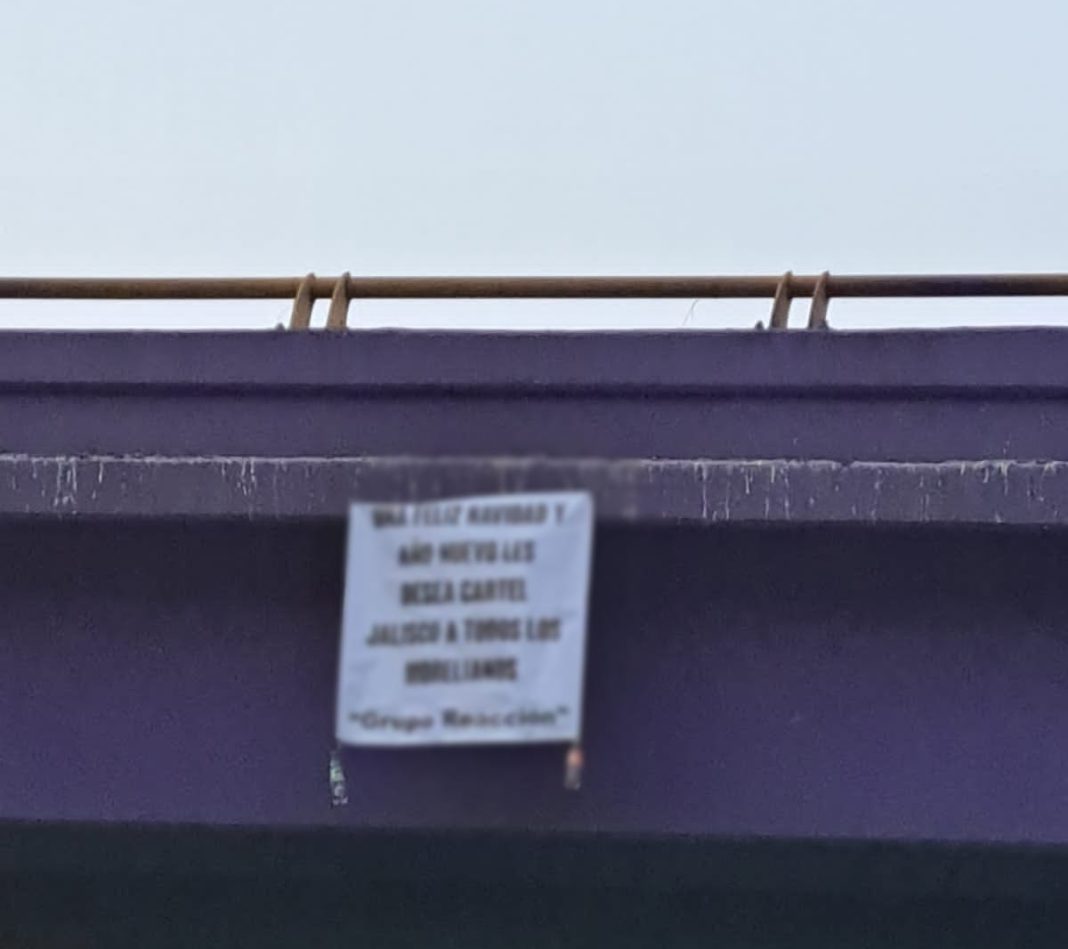 UNA FELIZ NAVIDAD Y
AÑO NUEVO LES
DESEA CARTEL
JALISCO A TODOS LOS
MORELIANOS
"Grupo Reacción"